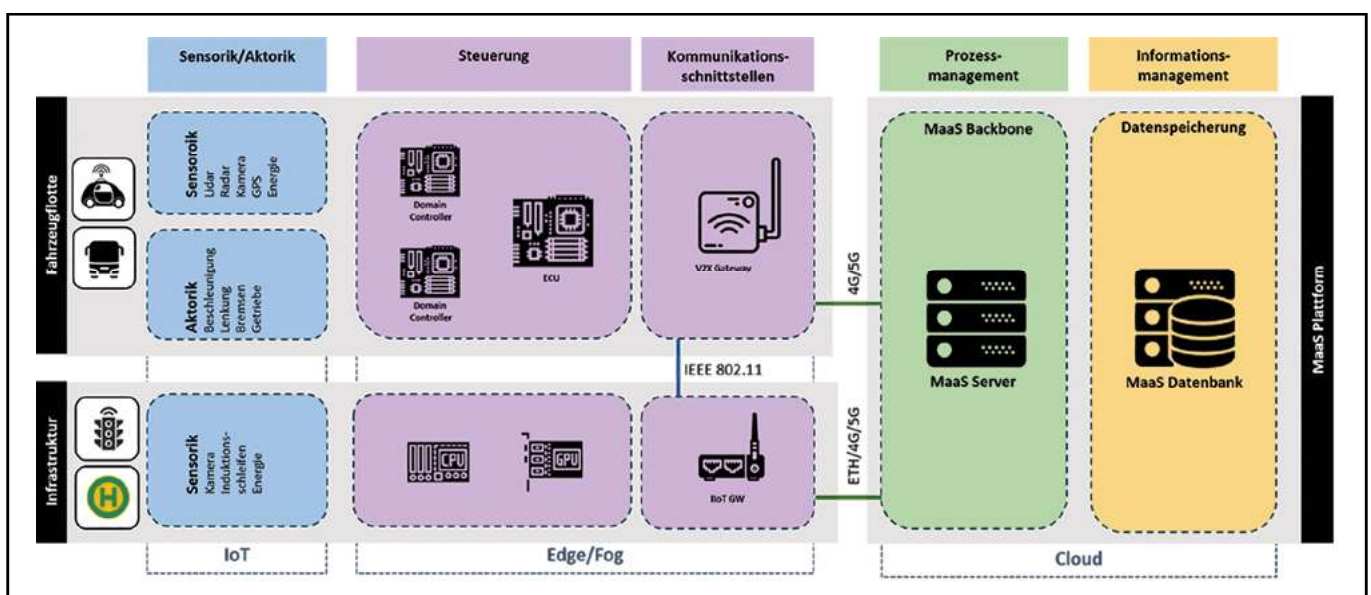 Sensorik/Aktorik
Steuerung
Kommunikations-
schnittstellen
Prozess-
management
Informations-
management
Fahrzeugflotte
Sensoroik
Lidar
Radar
Kamera
GPS
Energie
Aktorik
Beschleunigung
Lenkung
Bremsen
Getriebe
Domain
Controller
Domain
Controller
ECU
V2X Gateway
4G/5G
MaaS Backbone
MaaS Server
Datenspeicherung
MaaS Datenbank
MaaS Plattform
IEEE 802.11
Infrastruktur
H
Sensorik
Kamera
Induktions-
schleifen
Energie
CPU
GPU
IIoT GW
ETH/4G/5G
IoT
Edge/Fog
Cloud